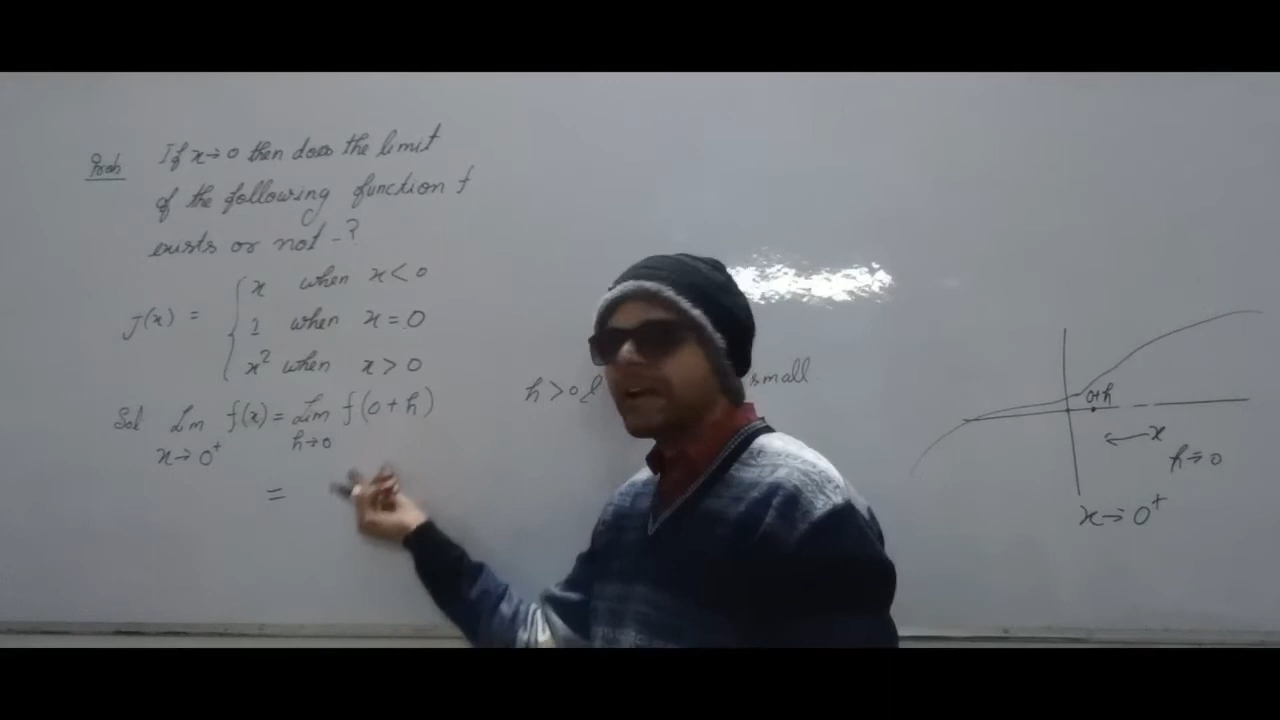 Prob If x→0 then does the limit
of the following function f
exists or not -?
f(x) = { x when x < 0
1 when x = 0
x² when x > 0
Sol Lim f(x) = Lim f(0+h)
x→0⁺ h→0
=
h>0 &
small
0+h
← x
h→0
x→0⁺